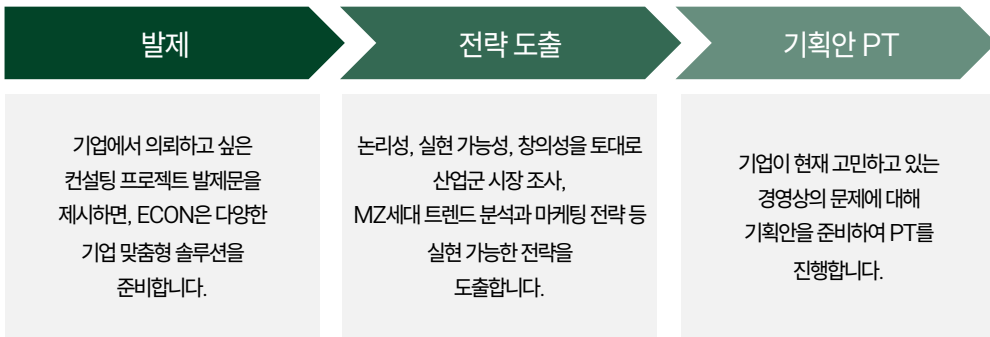 발제
전략 도출
기획안 PT
기업에서 의뢰하고 싶은
컨설팅 프로젝트 발제문을
제시하면, ECON은 다양한
기업 맞춤형 솔루션을
준비합니다.
논리성, 실현 가능성, 창의성을 토대로
산업군 시장 조사,
MZ세대 트렌드 분석과 마케팅 전략 등
실현 가능한 전략을
도출합니다.
기업이 현재 고민하고 있는
경영상의 문제에 대해
기획안을 준비하여 PT를
진행합니다.